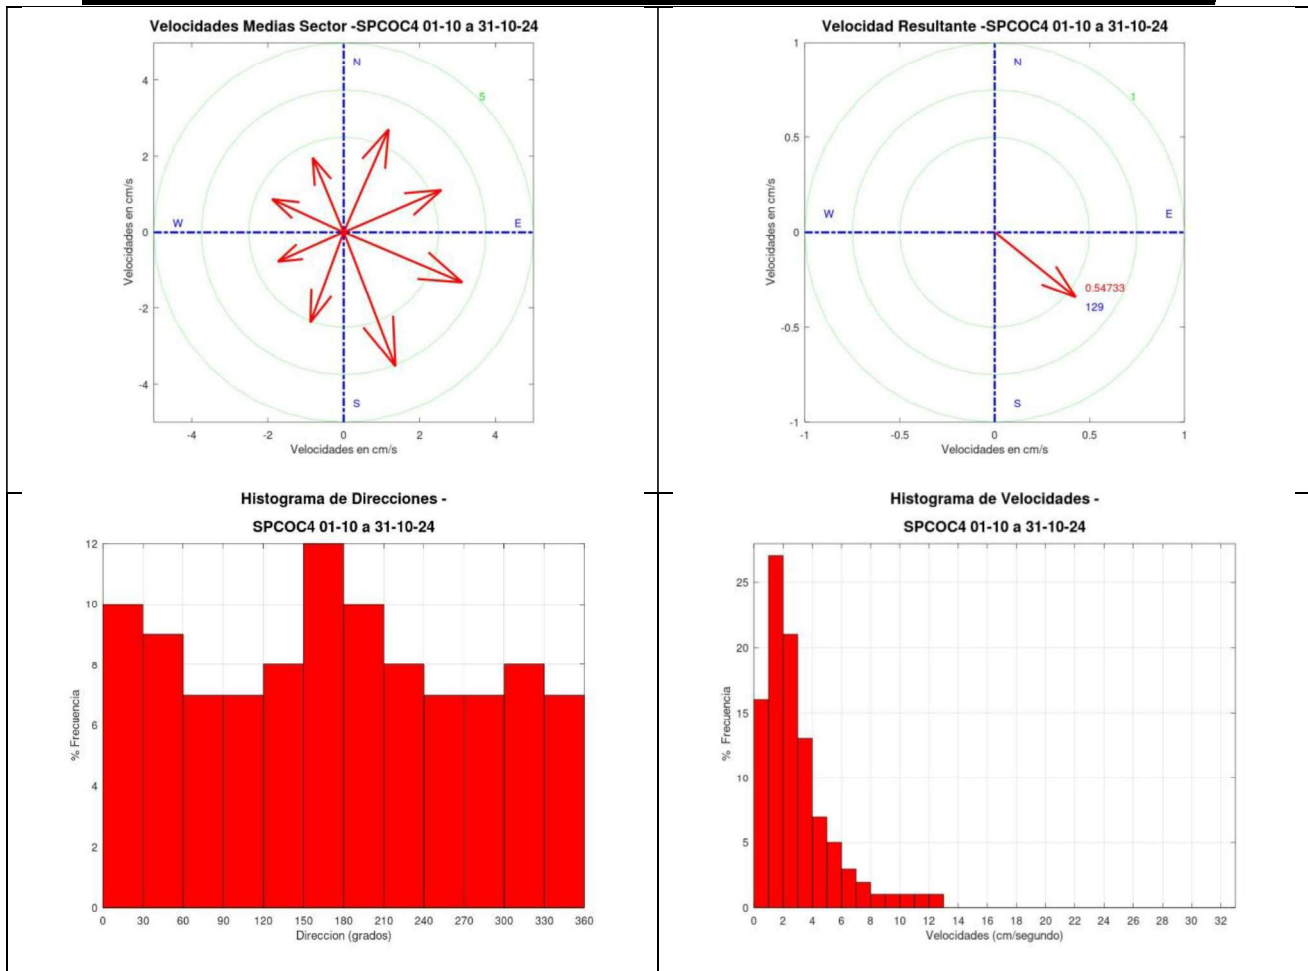 Velocidades Medias Sector -SPCOC4 01-10 a 31-10-24
N
5
4
2
Velocidades en cm/s
W
0
E
-2
-4
S
-4 -2 0 2 4
Velocidades en cm/s
Velocidad Resultante -SPCOC4 01-10 a 31-10-24
1
N
1
0.5
Velocidades en cm/s
W
0
E
0.54733
129
-0.5
S
-1
-1 -0.5 0 0.5 1
Velocidades en cm/s
Histograma de Direcciones -
SPCOC4 01-10 a 31-10-24
12
10
8
6
4
2
0
% Frecuencia
0 30 60 90 120 150 180 210 240 270 300 330 360
Direccion (grados)
Histograma de Velocidades -
SPCOC4 01-10 a 31-10-24
25
20
15
10
5
0
% Frecuencia
0 2 4 6 8 10 12 14 16 18 20 22 24 26 28 30 32
Velocidades (cm/segundo)